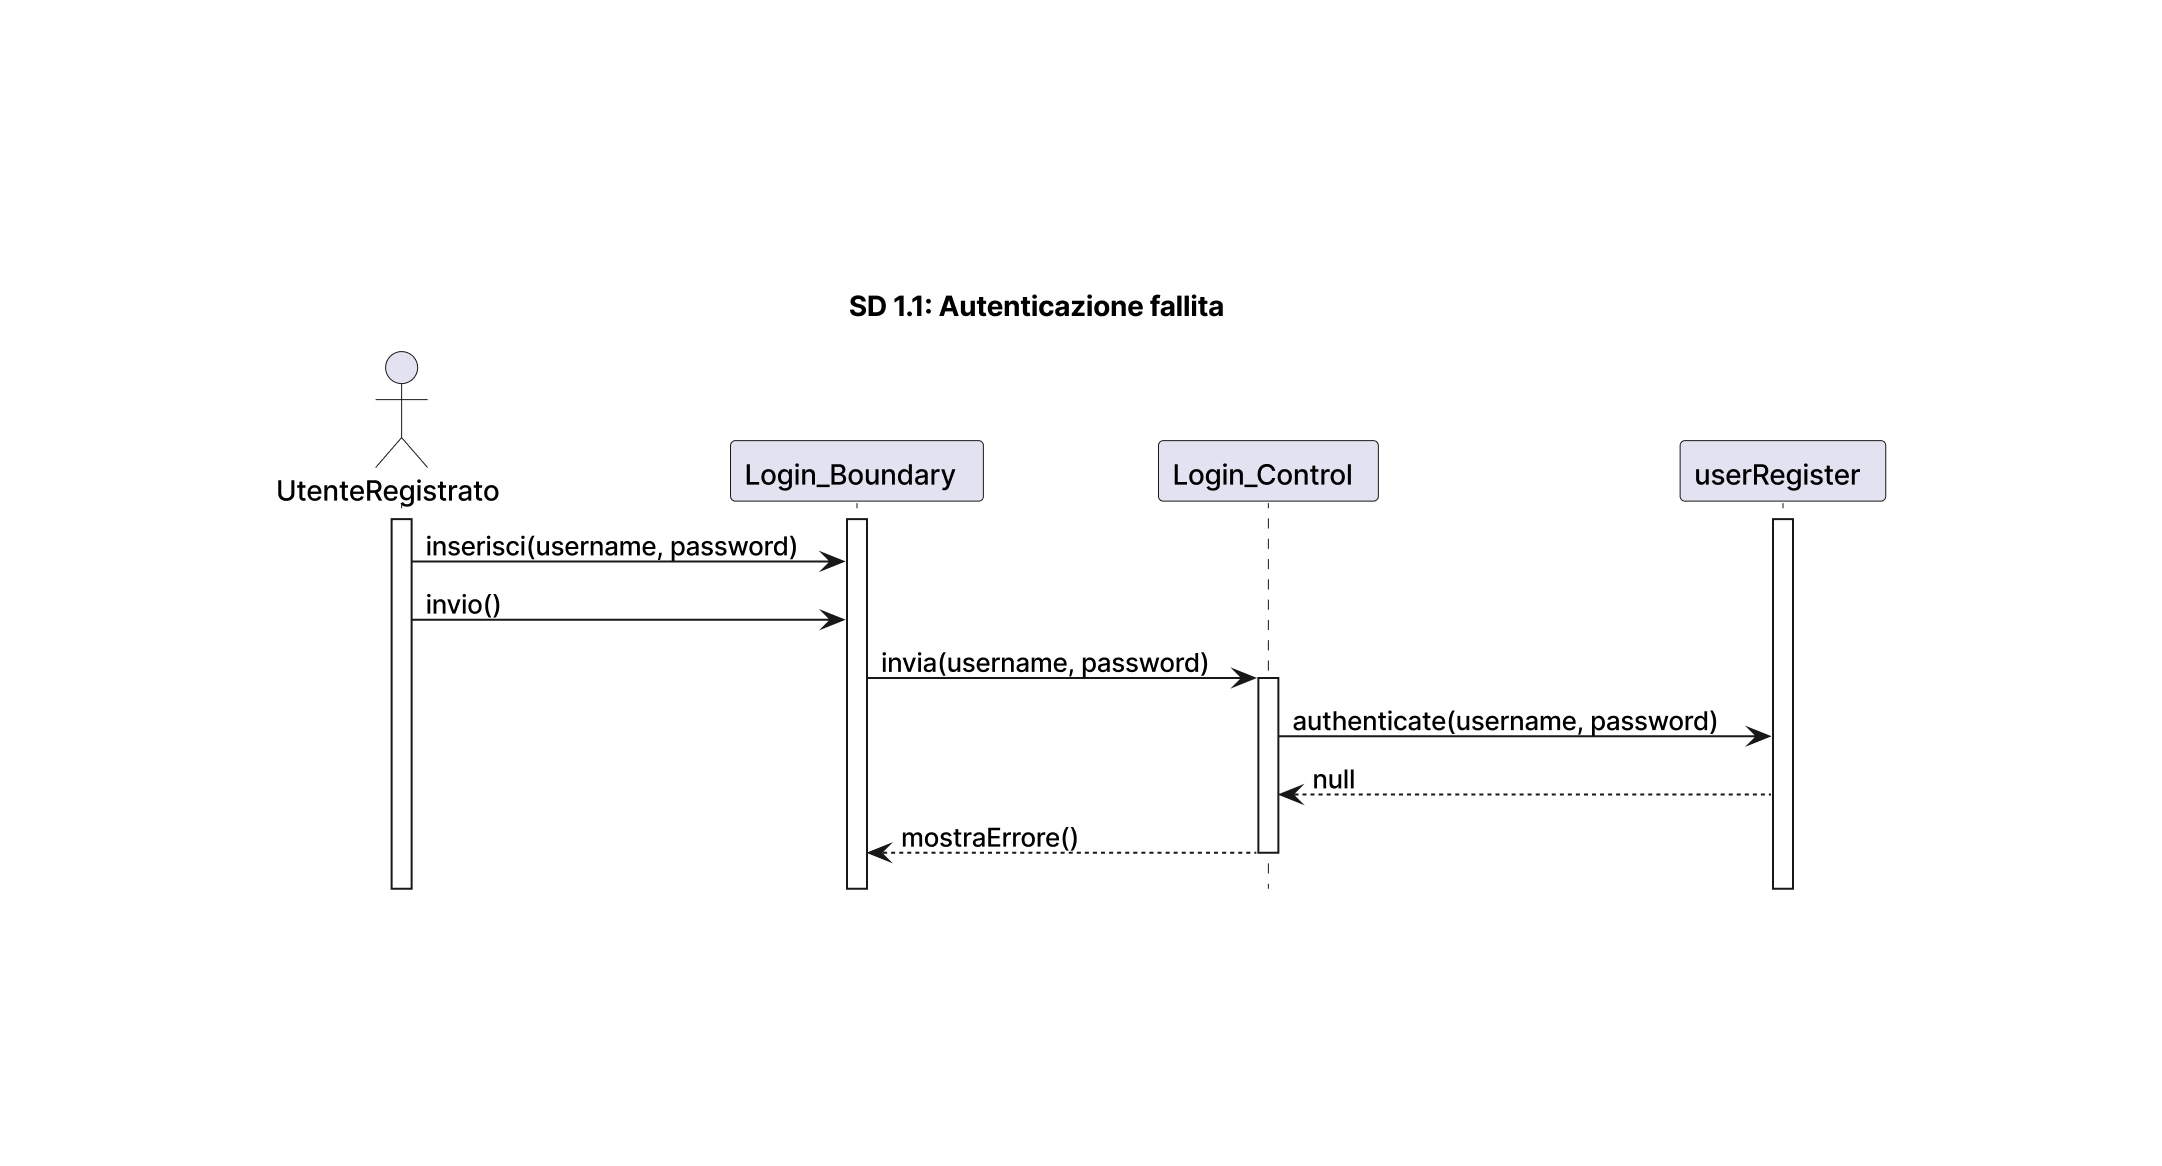 SD 1.1: Autenticazione fallita
UtenteRegistrato
Login_Boundary
Login_Control
userRegister
inserisci(username, password)
invio()
invia(username, password)
authenticate(username, password)
null
mostraErrore()